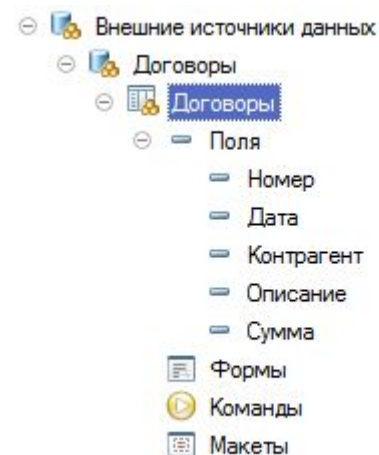 Внешние источники данных
Договоры
Договоры
Поля
Номер
Дата
Контрагент
Описание
Сумма
Формы
Команды
Макеты